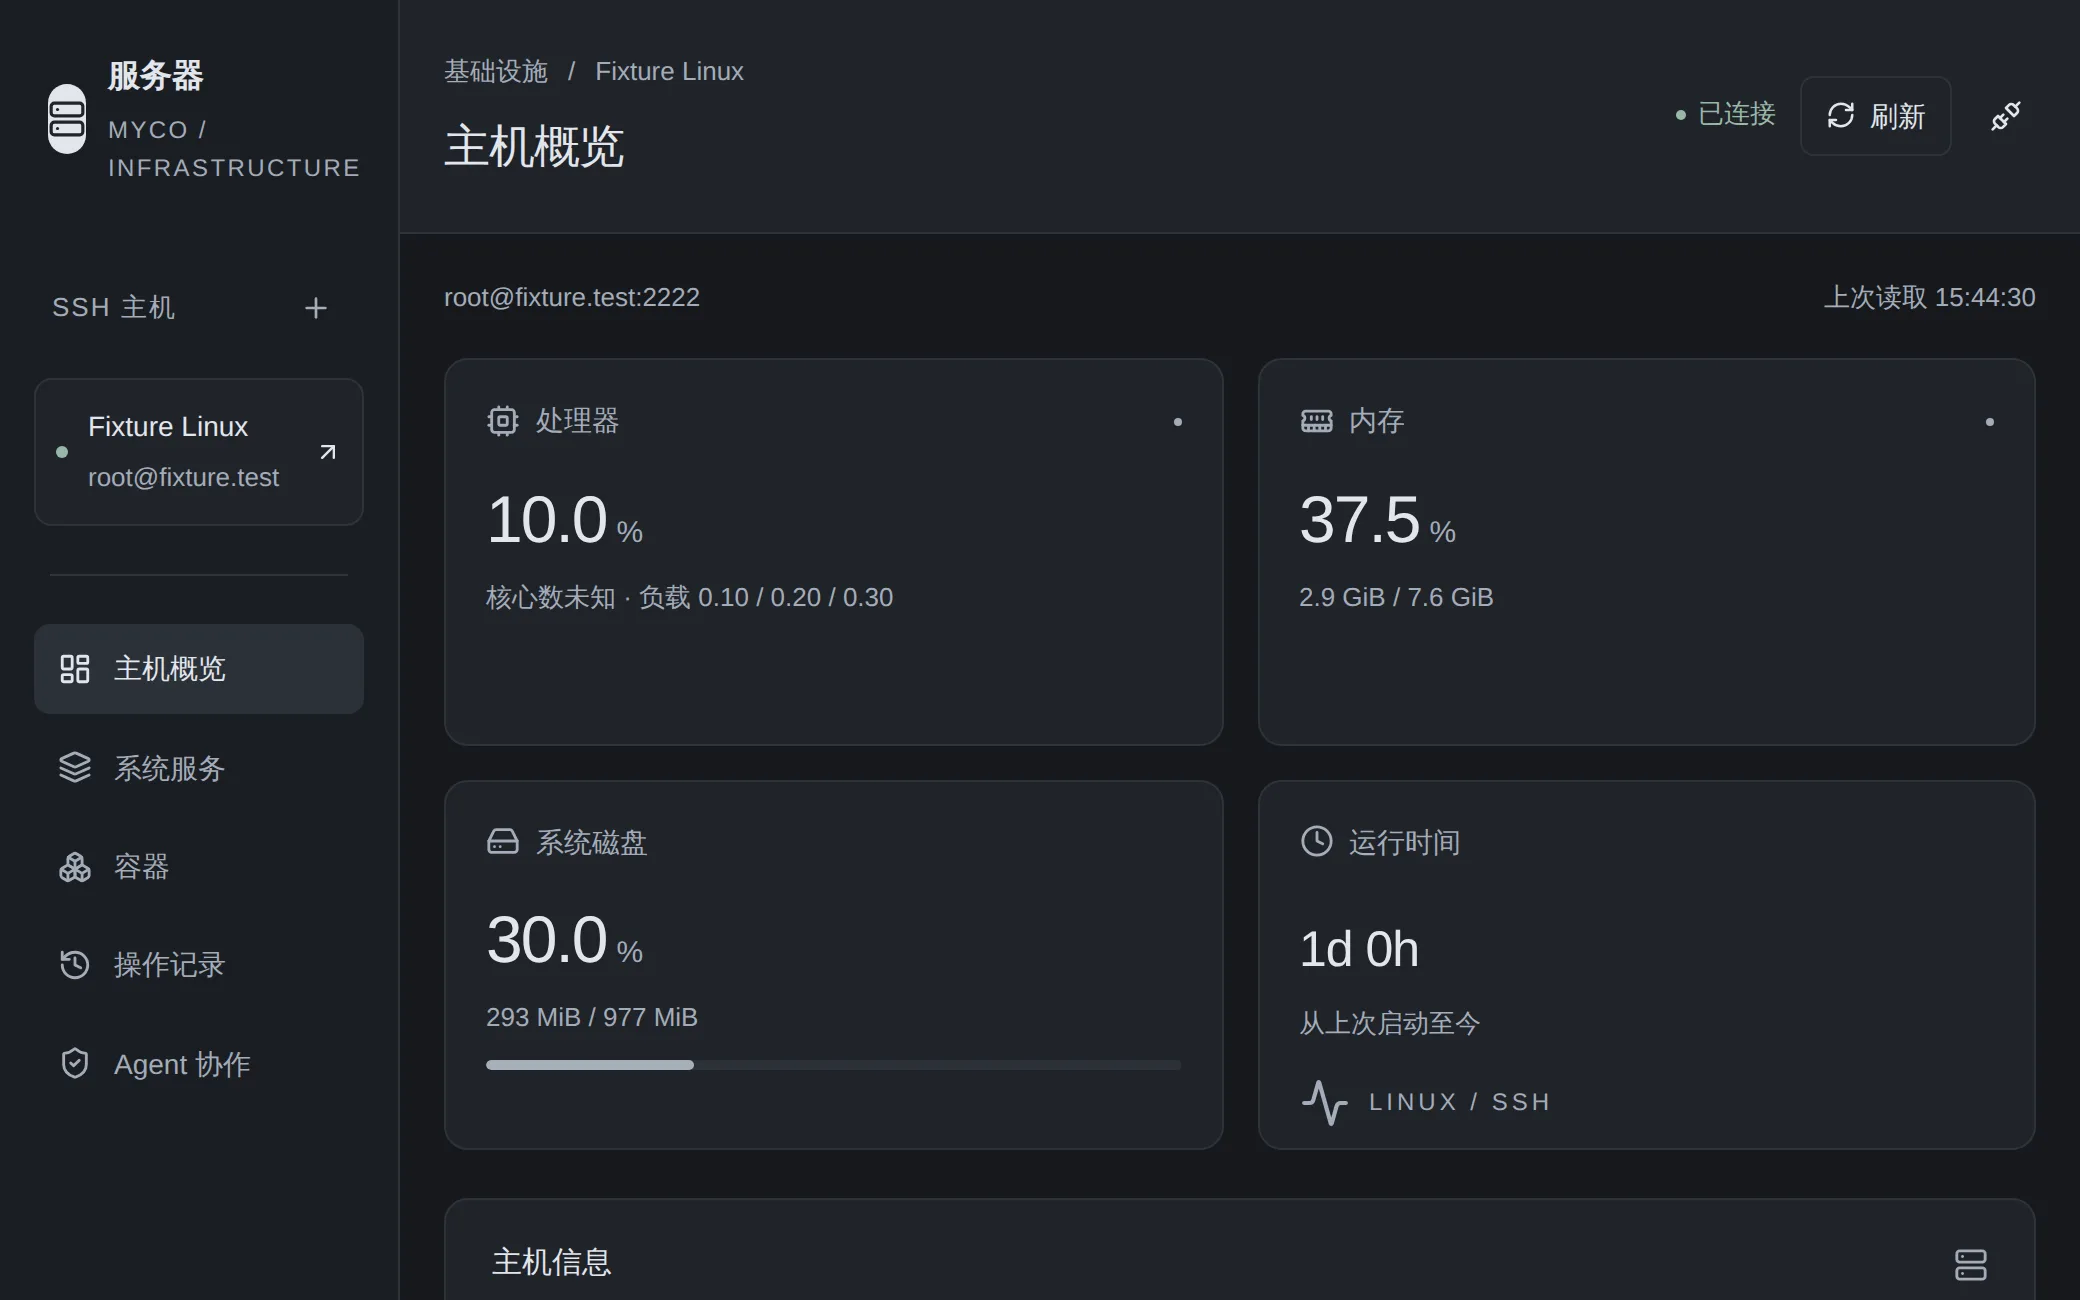 服务器
MYCO /
INFRASTRUCTURE
SSH 主机
Fixture Linux
root@fixture.test
主机概览
系统服务
容器
操作记录
Agent 协作
基础设施 / Fixture Linux
主机概览
已连接
刷新
root@fixture.test:2222
上次读取 15:44:30
处理器
10.0 %
核心数未知 · 负载 0.10 / 0.20 / 0.30
内存
37.5 %
2.9 GiB / 7.6 GiB
系统磁盘
30.0 %
293 MiB / 977 MiB
运行时间
1d 0h
从上次启动至今
LINUX / SSH
主机信息